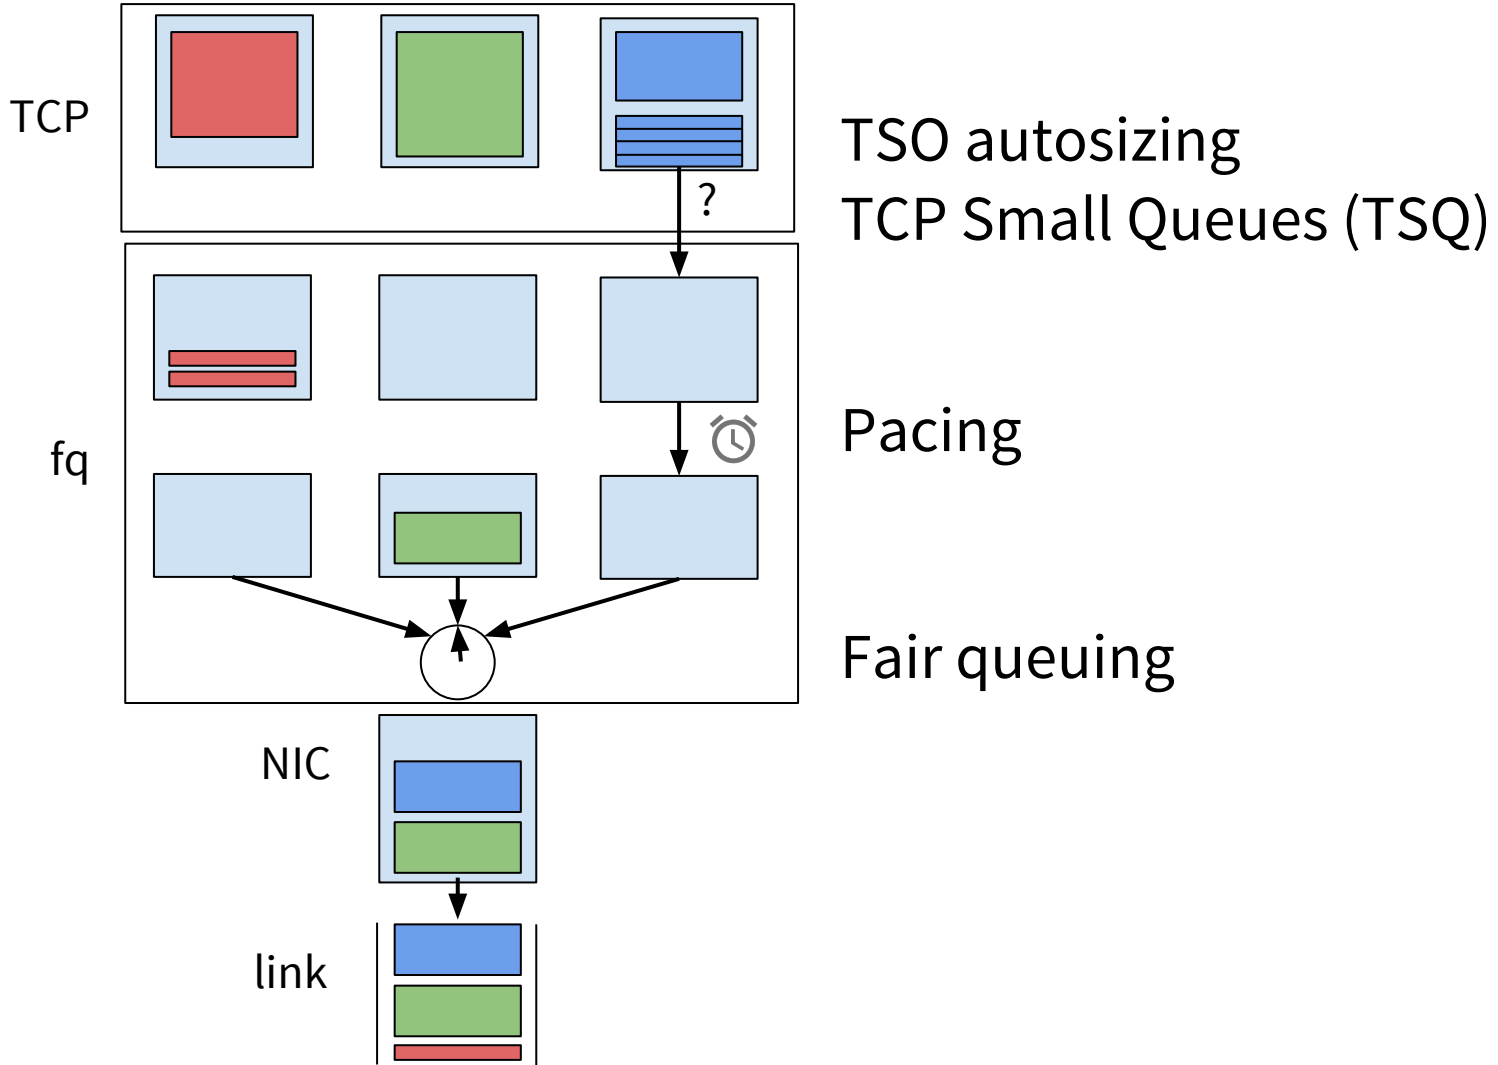 TCP
TSO autosizing
TCP Small Queues (TSQ)
?
fq
Pacing
Fair queuing
NIC
link